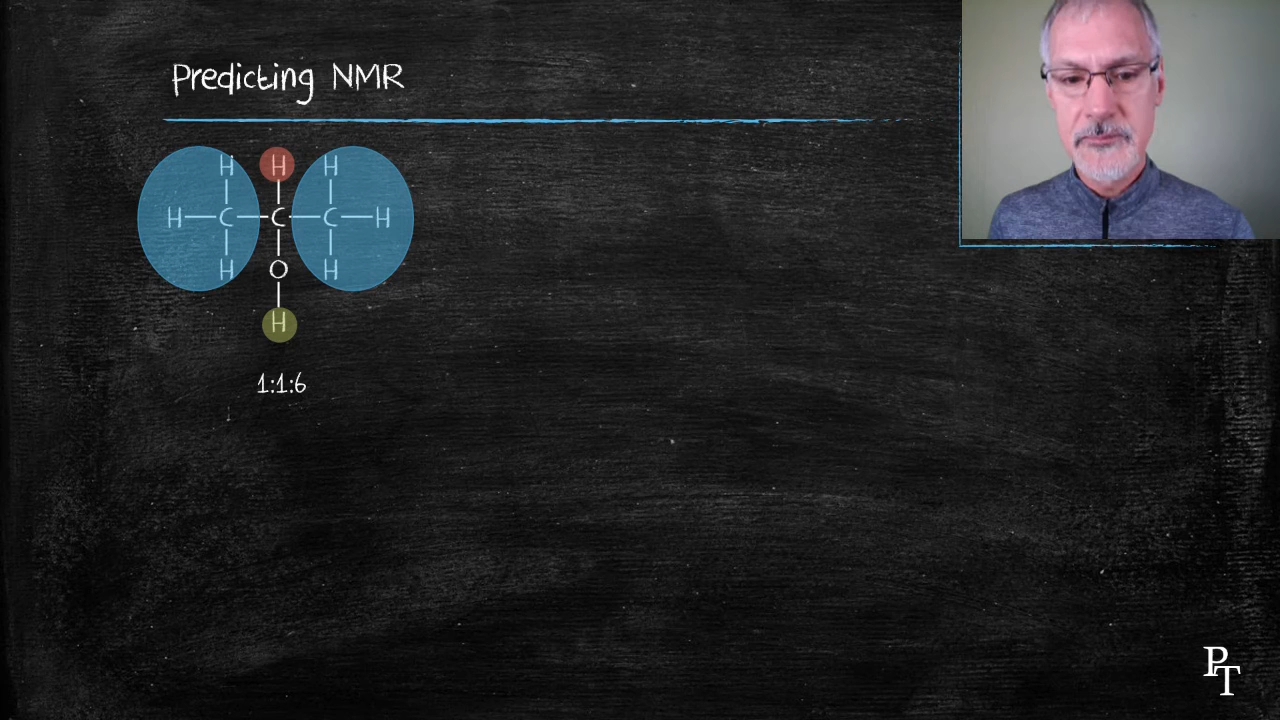 Predicting NMR
H H H
H—C—C—C—H
H O H
H
1:1:6
PT